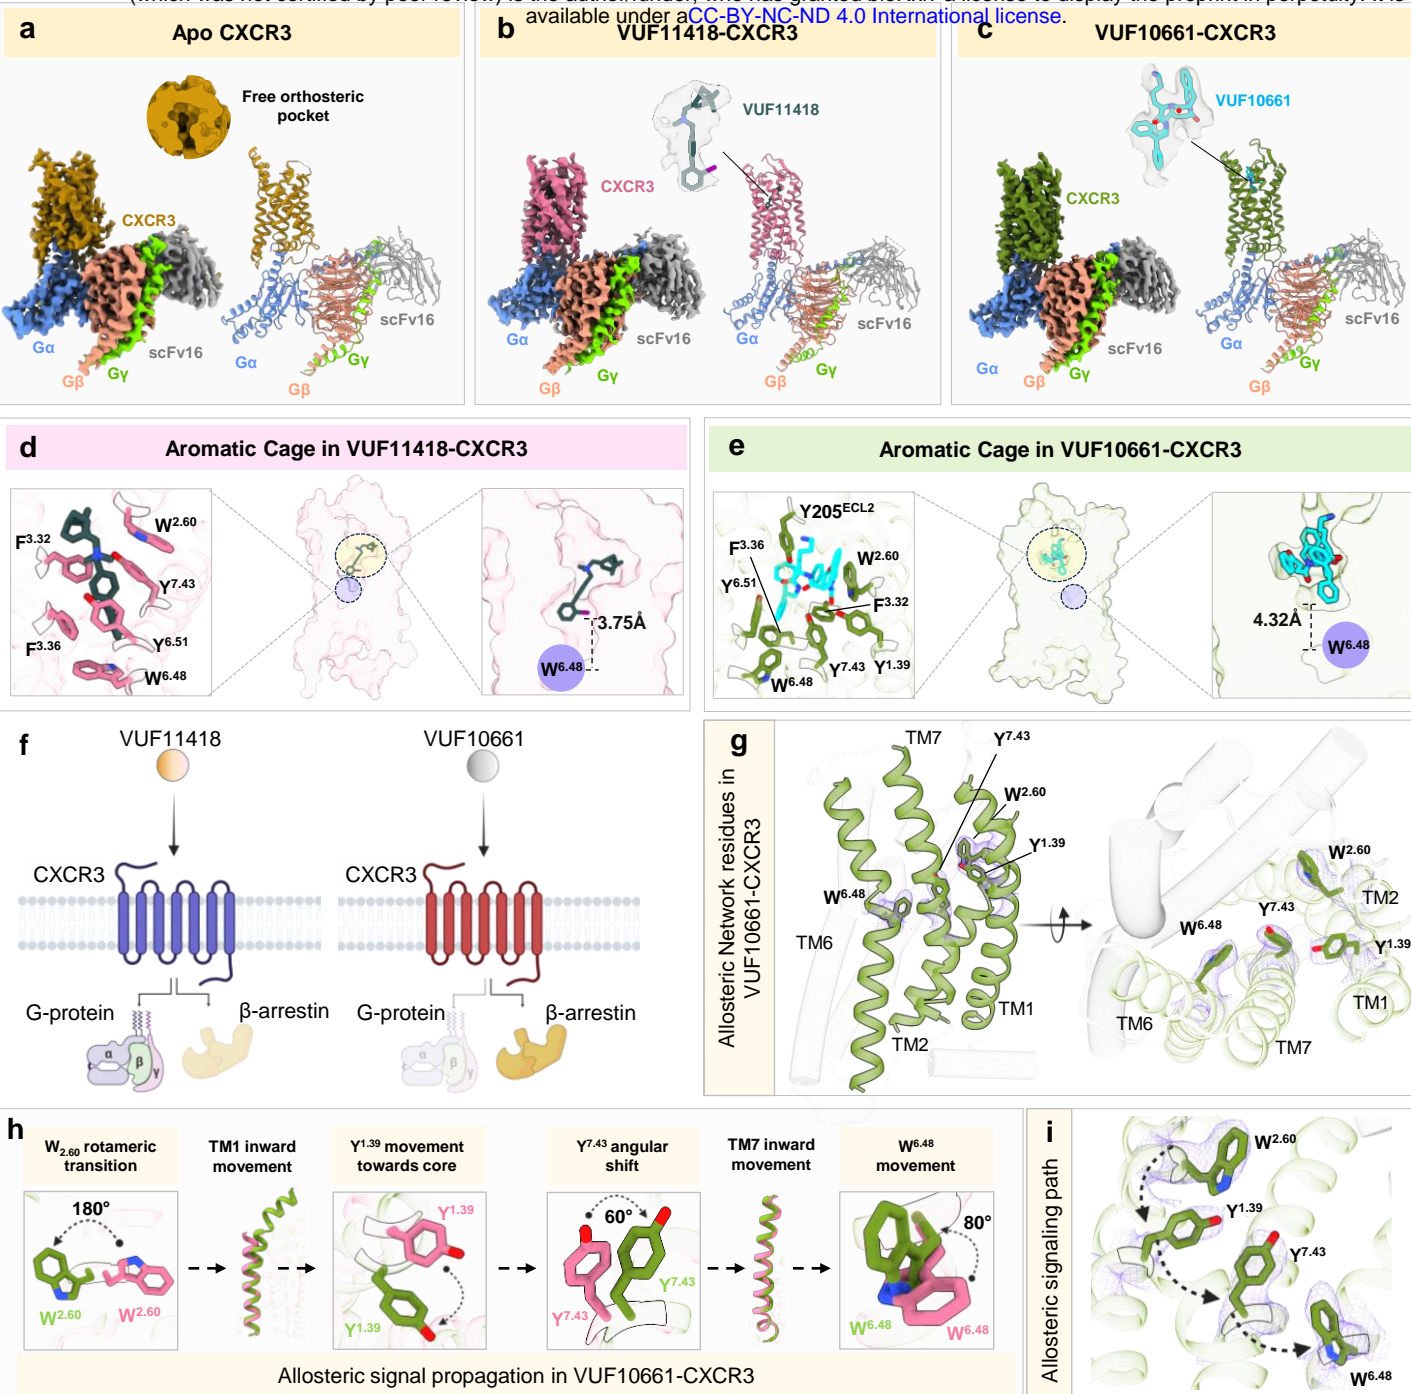 available under aCC-BY-NC-ND 4.0 International license.
a
Apo CXCR3
Free orthosteric
pocket
CXCR3
Gα
Gβ
Gγ
scFv16
Gα
Gβ
Gγ
scFv16
b
VUF11418-CXCR3
VUF11418
CXCR3
Gα
Gβ
Gγ
scFv16
Gα
Gβ
Gγ
scFv16
c
VUF10661-CXCR3
VUF10661
CXCR3
Gα
Gβ
Gγ
scFv16
Gα
Gβ
Gγ
scFv16
d
Aromatic Cage in VUF11418-CXCR3
W2.60
F3.32
Y7.43
F3.36
Y6.51
W6.48
3.75Å
W6.48
e
Aromatic Cage in VUF10661-CXCR3
Y205ECL2
F3.36
W2.60
Y6.51
F3.32
W6.48
Y7.43
Y1.39
4.32Å
W6.48
f
VUF11418
CXCR3
G-protein
β-arrestin
α
β
γ
VUF10661
CXCR3
G-protein
β-arrestin
α
β
γ
g
Allosteric Network residues in
VUF10661-CXCR3
TM7
Y7.43
W2.60
Y1.39
W6.48
TM6
TM1
TM2
W2.60
TM2
Y7.43
W6.48
Y1.39
TM1
TM6
TM7
h
W2.60 rotameric
transition
180°
W2.60
W2.60
TM1 inward
movement
Y1.39 movement
towards core
Y1.39
Y1.39
Y7.43 angular
shift
60°
Y7.43
Y7.43
TM7 inward
movement
W6.48
movement
80°
W6.48
W6.48
Allosteric signal propagation in VUF10661-CXCR3
i
Allosteric signaling path
W2.60
Y1.39
Y7.43
W6.48